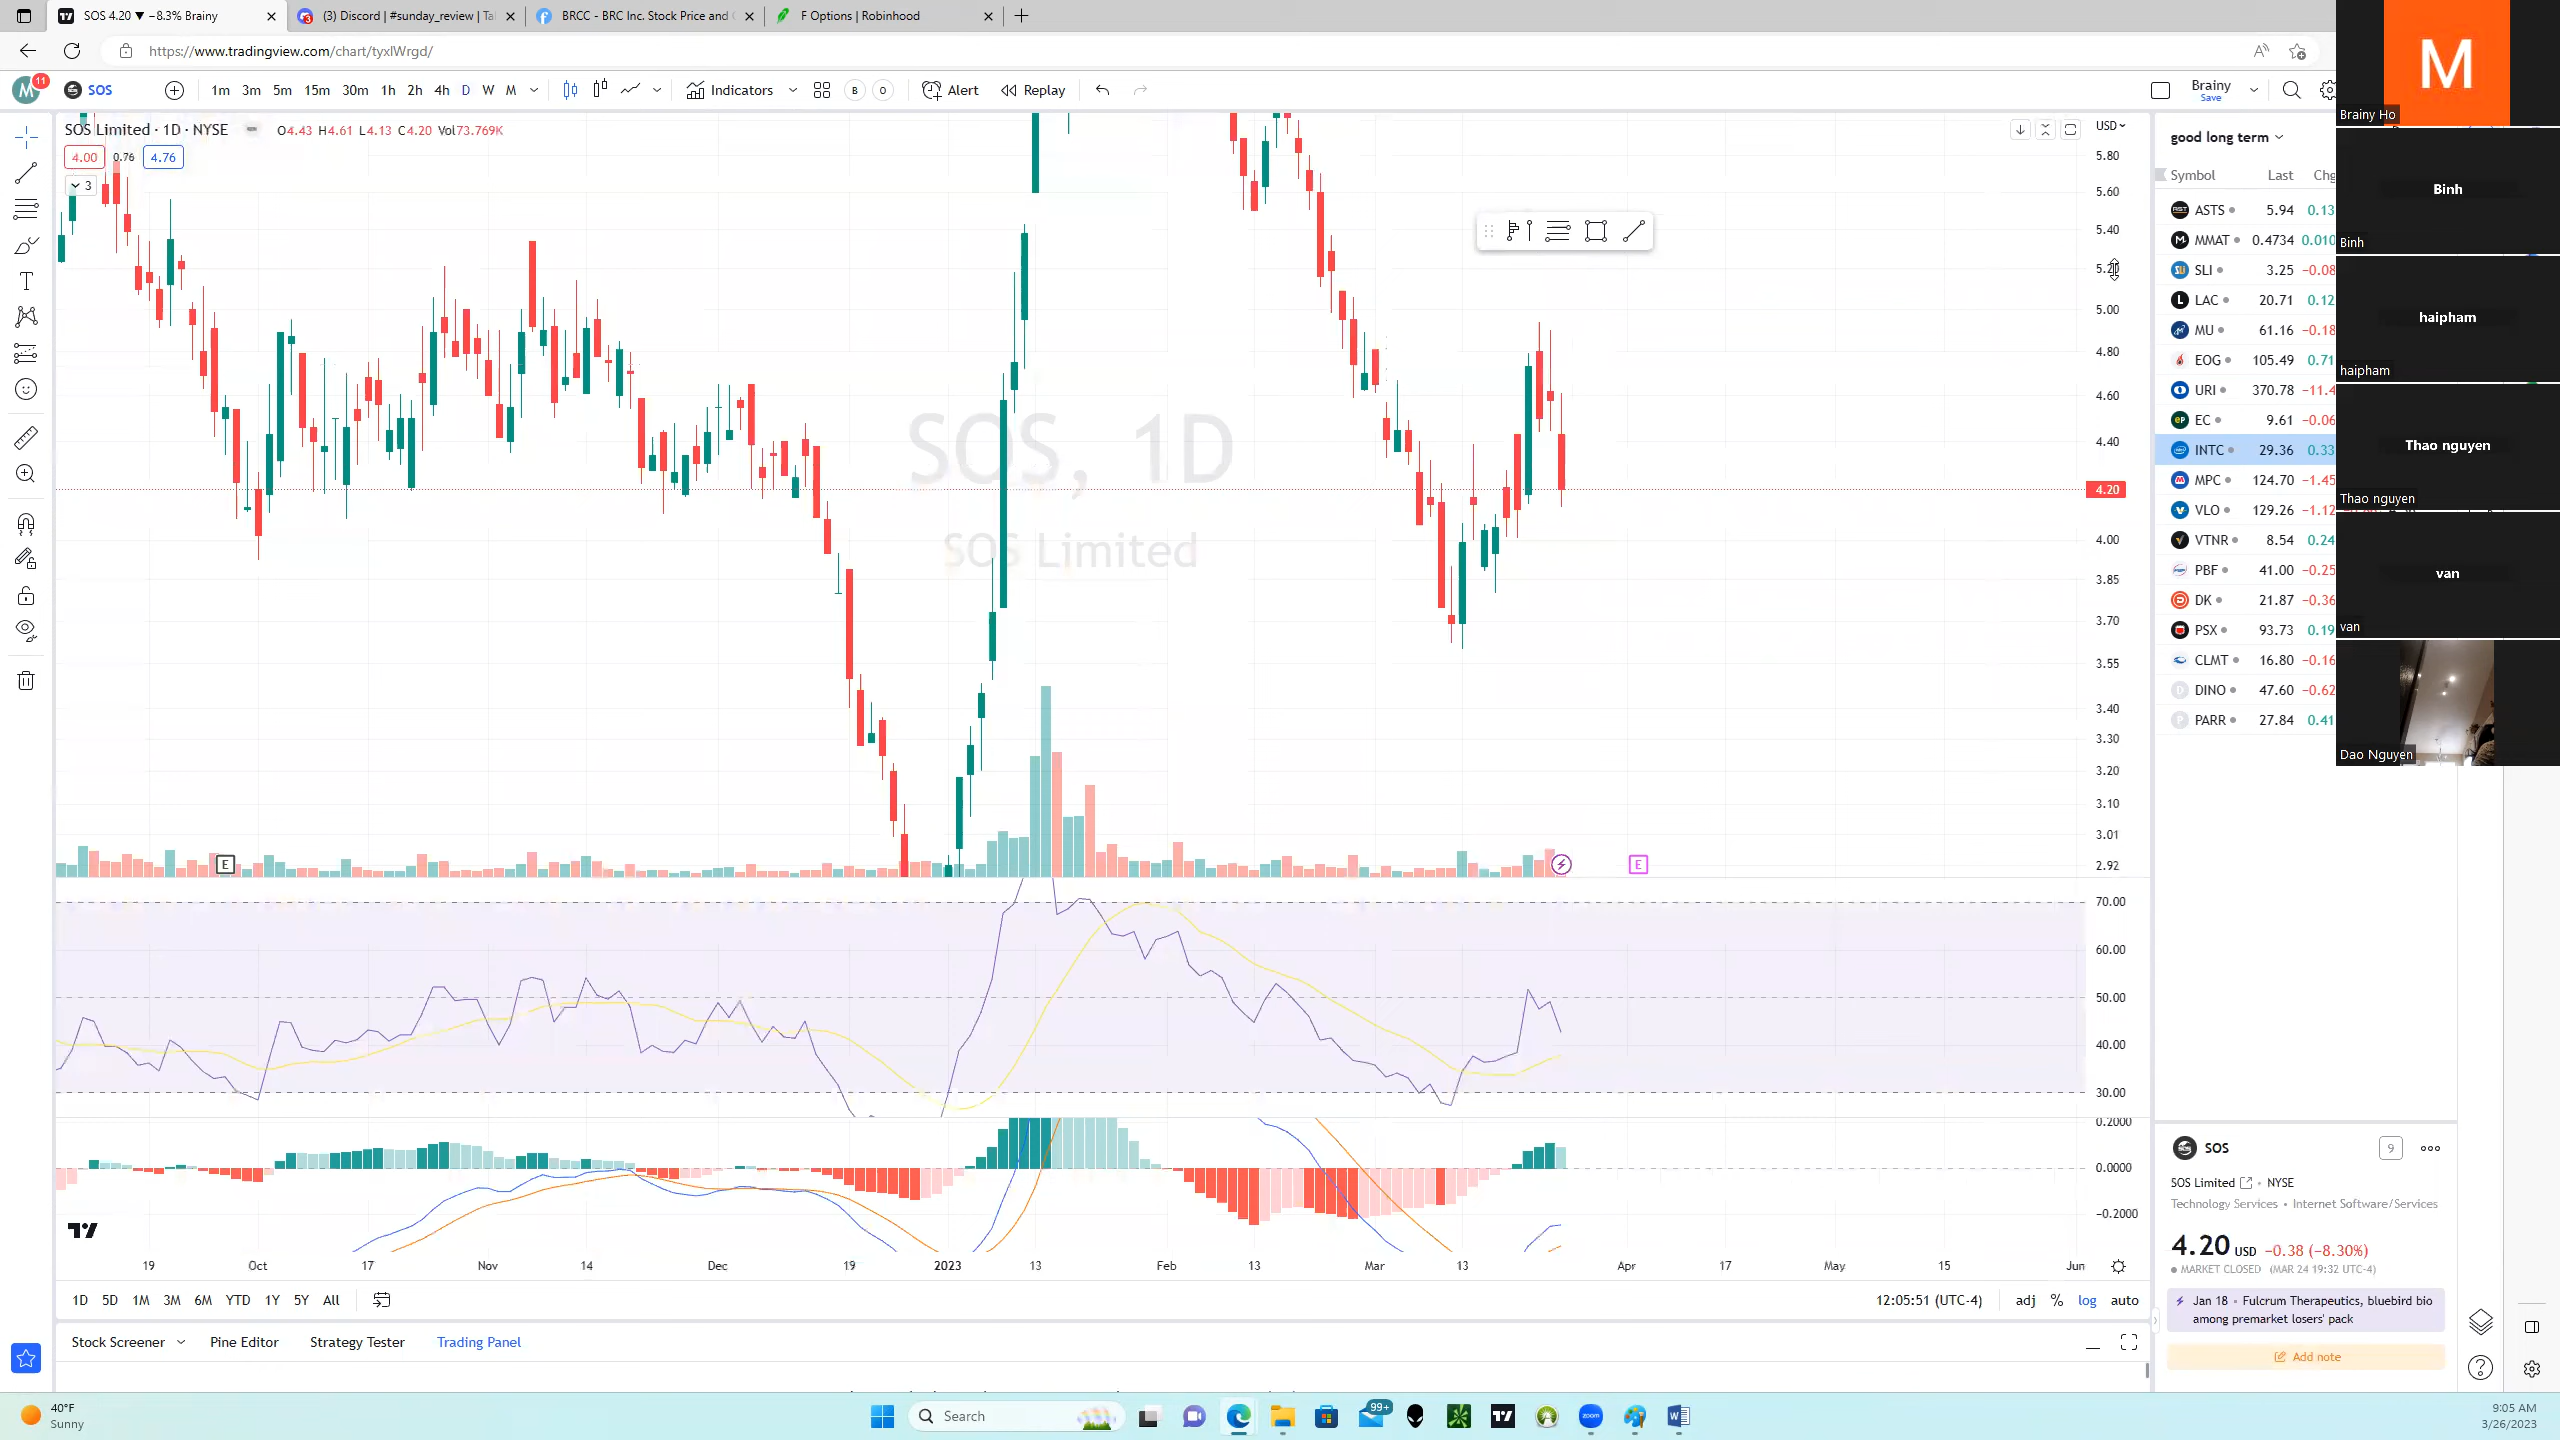 SOS 4.20 ▼ −8.3% Brainy
(3) Discord | #sunday_review | Ta
BRCC - BRC Inc. Stock Price and
F Options | Robinhood
https://www.tradingview.com/chart/tyxlWrgd/
M 11 SOS 1m 3m 5m 15m 30m 1h 2h 4h D W M Indicators B O Alert Replay Brainy
Save
SOS Limited · 1D · NYSE O4.43 H4.61 L4.13 C4.20 Vol73.769K
4.00 0.76 4.76
3
USD
5.80
5.60
5.40
5.20
5.00
4.80
4.60
4.40
4.20
4.00
3.85
3.70
3.55
3.40
3.30
3.20
3.10
3.01
2.92
SOS, 1D
SOS Limited
E E
70.00
60.00
50.00
40.00
30.00
0.2000
0.0000
−0.2000
19 Oct 17 Nov 14 Dec 19 2023 13 Feb 13 Mar 13 Apr 17 May 15 Jun
1D 5D 1M 3M 6M YTD 1Y 5Y All 12:05:51 (UTC-4) adj % log auto
Stock Screener Pine Editor Strategy Tester Trading Panel
good long term
Symbol Last Chg
ASTS 5.94 0.13
MMAT 0.4734 0.010
SLI 3.25 −0.08
LAC 20.71 0.12
MU 61.16 −0.18
EOG 105.49 0.71
URI 370.78 −11.4
EC 9.61 −0.06
INTC 29.36 0.33
MPC 124.70 −1.45
VLO 129.26 −1.12
VTNR 8.54 0.24
PBF 41.00 −0.25
DK 21.87 −0.36
PSX 93.73 0.19
CLMT 16.80 −0.16
DINO 47.60 −0.62
PARR 27.84 0.41
SOS 9
SOS Limited • NYSE
Technology Services • Internet Software/Services
4.20 USD −0.38 (−8.30%)
MARKET CLOSED (MAR 24 19:32 UTC-4)
Jan 18 • Fulcrum Therapeutics, bluebird bio
among premarket losers' pack
Add note
M
Brainy Ho
Binh
Binh
haipham
haipham
Thao nguyen
Thao nguyen
van
van
Dao Nguyen
40°F
Sunny
Search
99+
zoom
9:05 AM
3/26/2023